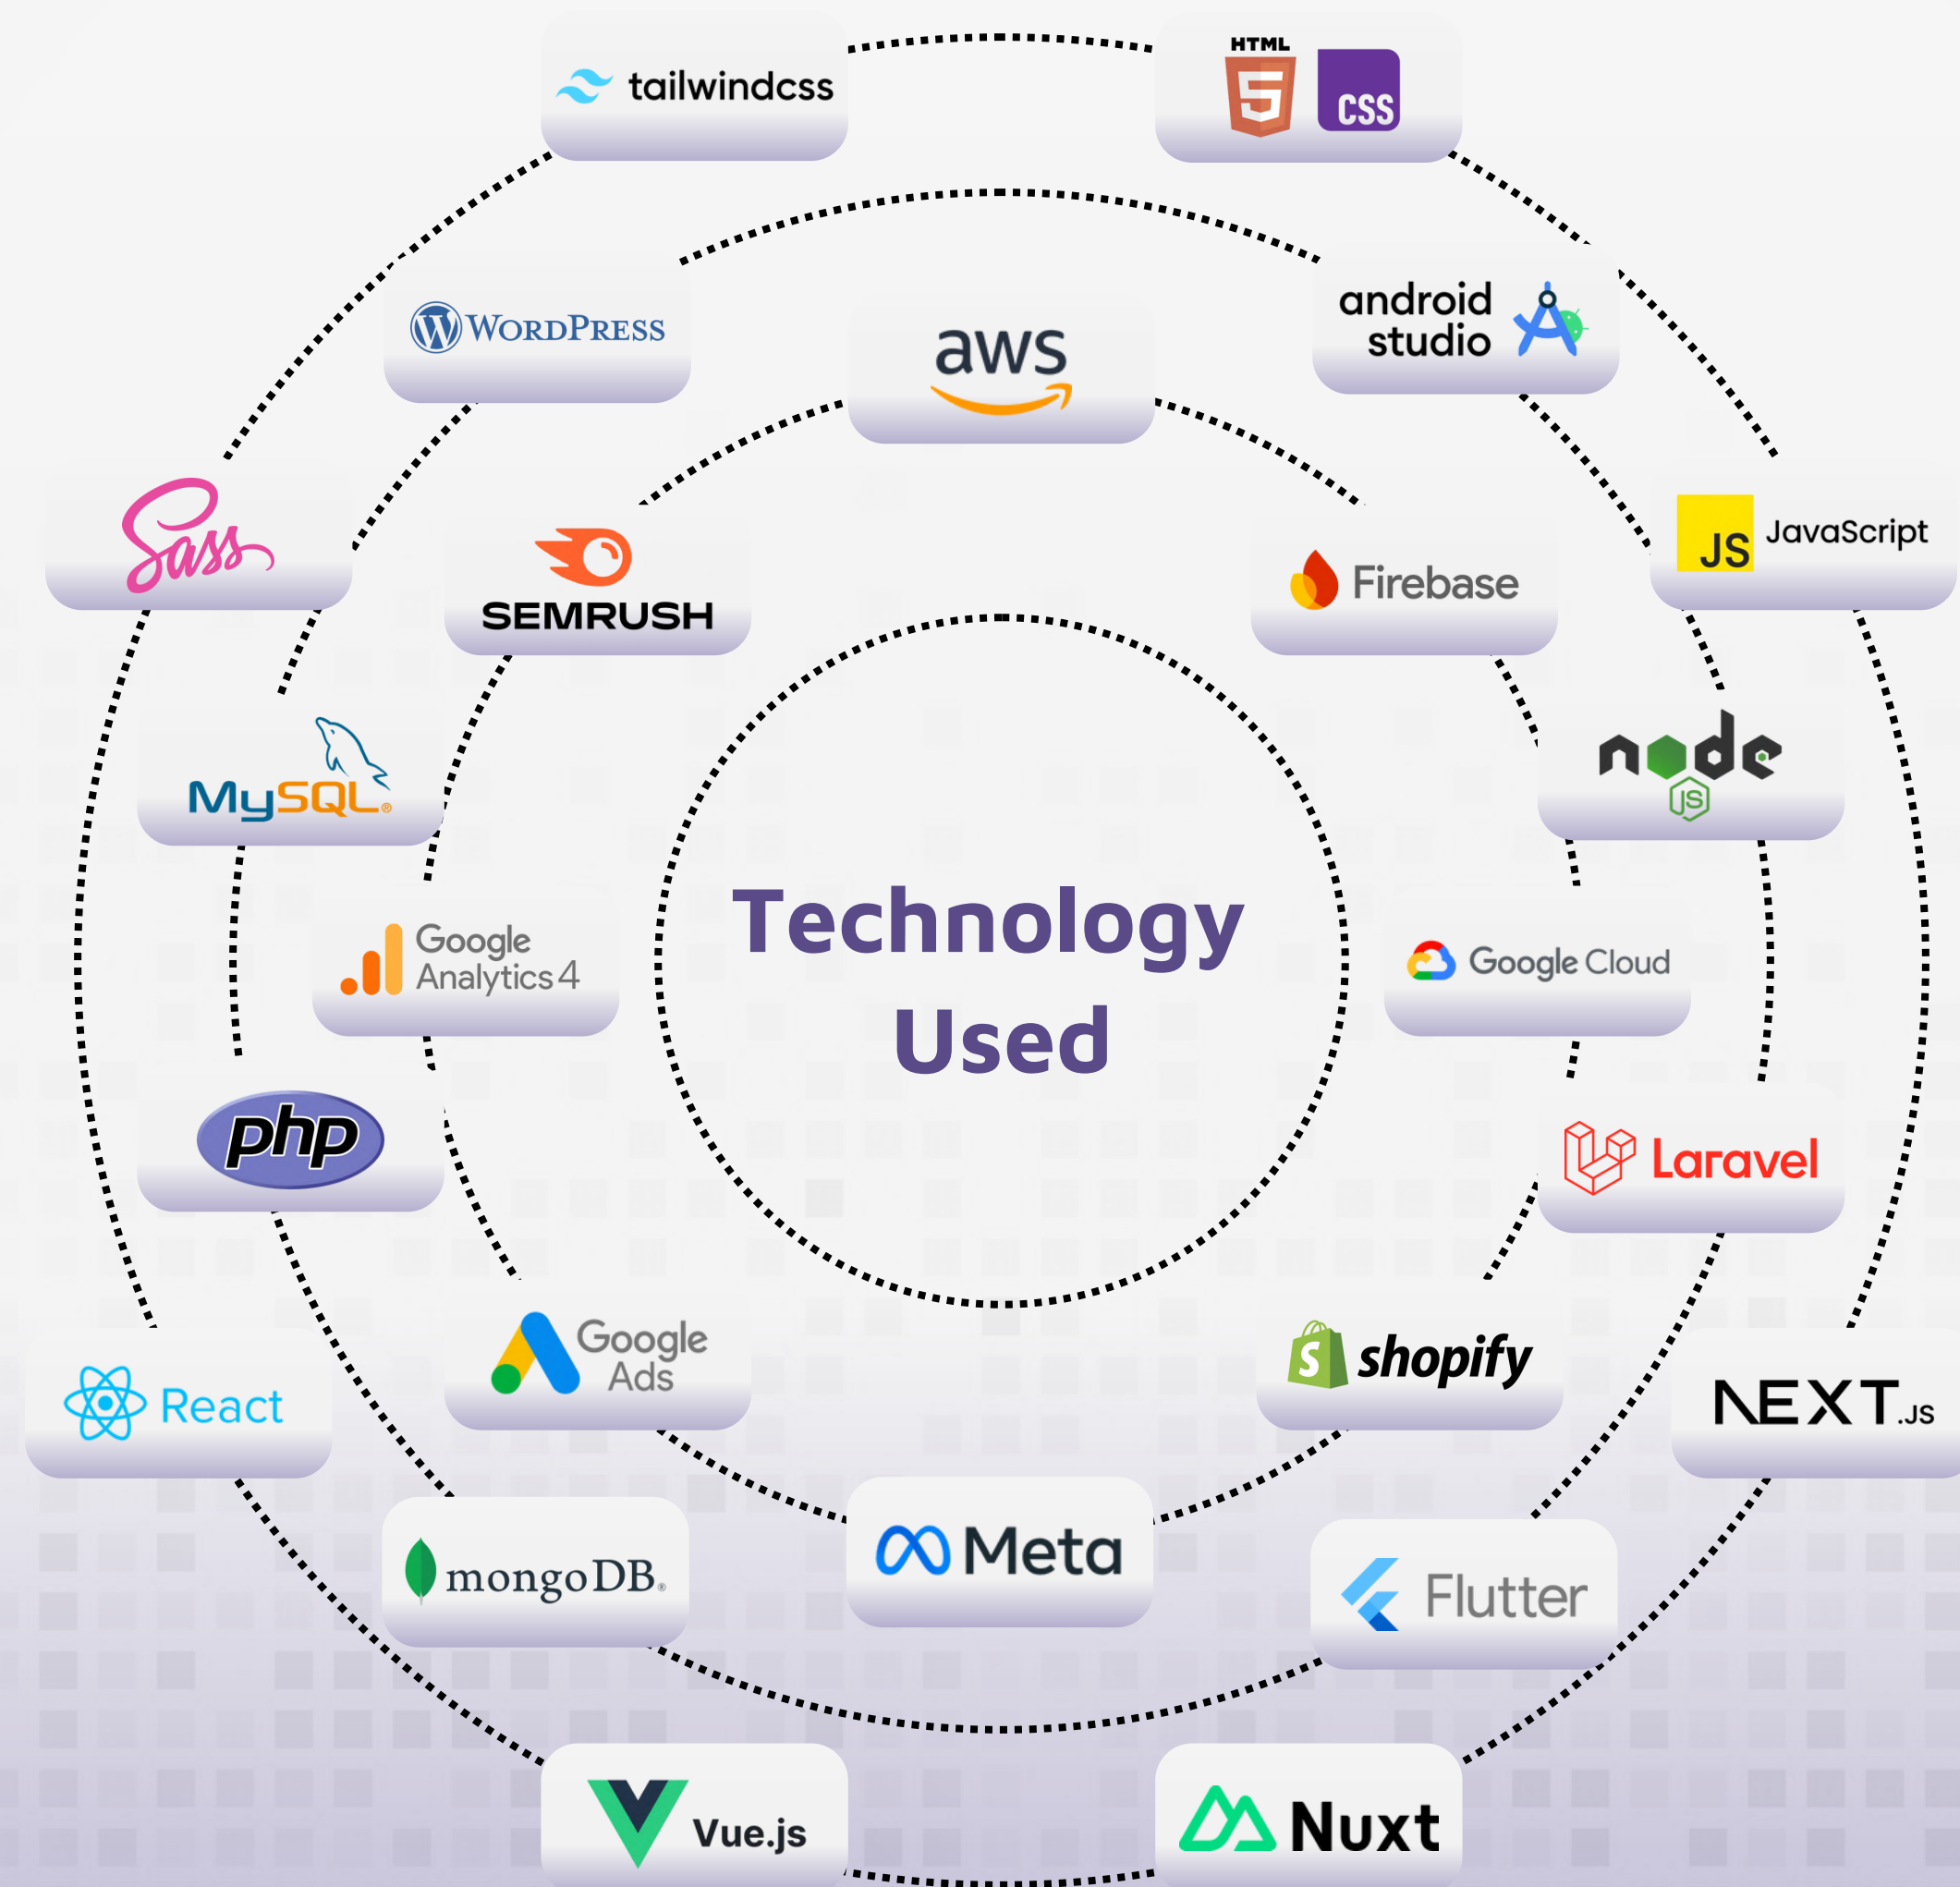 tailwindcss
HTML
5
CSS
WORDPRESS
aws
android
studio
Sass
SEMRUSH
Firebase
JS JavaScript
MySQL®
node
JS
Google
Analytics 4
Technology
Used
Google Cloud
php
Laravel
Google
Ads
S shopify
React
NEXT.JS
mongoDB®
Meta
Flutter
Vue.js
Nuxt